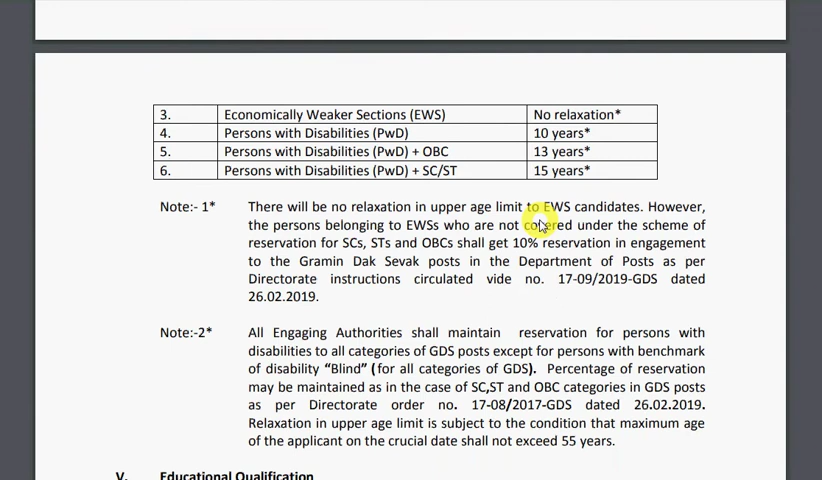 3. Economically Weaker Sections (EWS) No relaxation*
4. Persons with Disabilities (PwD) 10 years*
5. Persons with Disabilities (PwD) + OBC 13 years*
6. Persons with Disabilities (PwD) + SC/ST 15 years*
Note:- 1* There will be no relaxation in upper age limit to EWS candidates. However,
the persons belonging to EWSs who are not covered under the scheme of
reservation for SCs, STs and OBCs shall get 10% reservation in engagement
to the Gramin Dak Sevak posts in the Department of Posts as per
Directorate instructions circulated vide no. 17-09/2019-GDS dated
26.02.2019.
Note:-2* All Engaging Authorities shall maintain reservation for persons with
disabilities to all categories of GDS posts except for persons with benchmark
of disability “Blind” (for all categories of GDS). Percentage of reservation
may be maintained as in the case of SC,ST and OBC categories in GDS posts
as per Directorate order no. 17-08/2017-GDS dated 26.02.2019.
Relaxation in upper age limit is subject to the condition that maximum age
of the applicant on the crucial date shall not exceed 55 years.
V. Educational Qualification